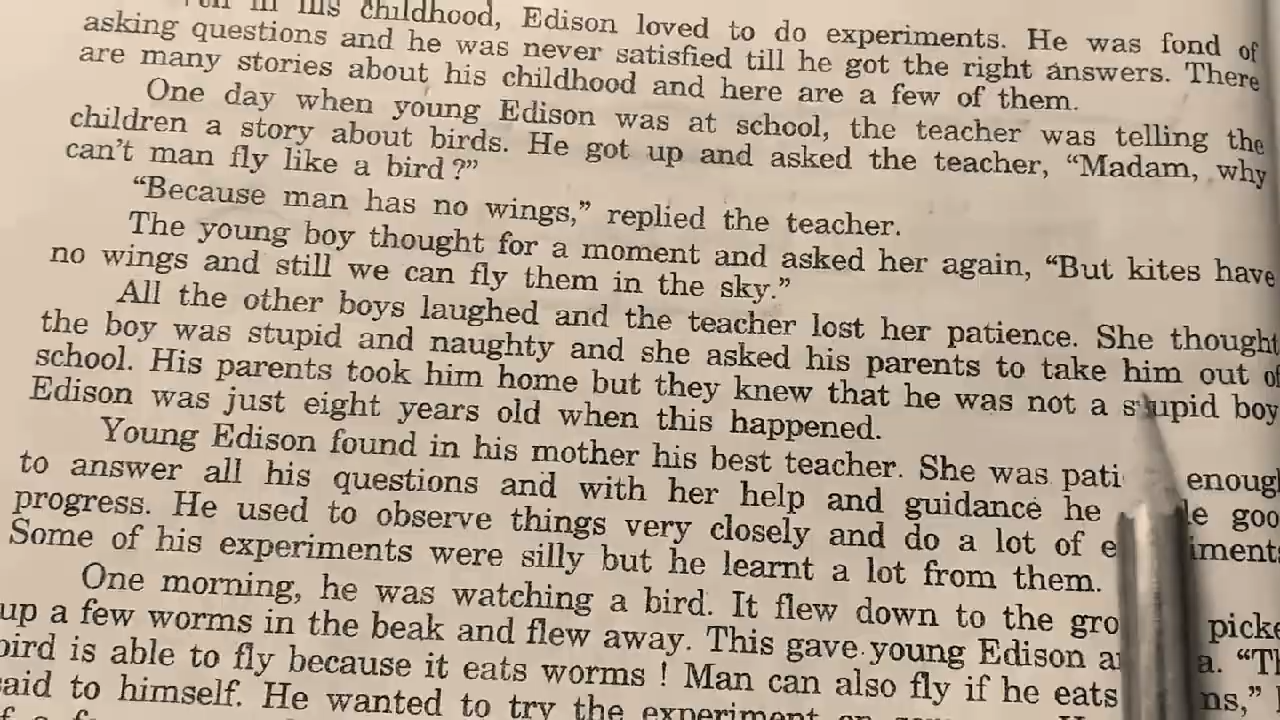 in his childhood, Edison loved to do experiments. He was fond of
asking questions and he was never satisfied till he got the right answers. There
are many stories about his childhood and here are a few of them.
One day when young Edison was at school, the teacher was telling the
children a story about birds. He got up and asked the teacher, “Madam, why
can't man fly like a bird ?”
“Because man has no wings,” replied the teacher.
The young boy thought for a moment and asked her again, “But kites have
no wings and still we can fly them in the sky.”
All the other boys laughed and the teacher lost her patience. She thought
the boy was stupid and naughty and she asked his parents to take him out of
school. His parents took him home but they knew that he was not a stupid boy
Edison was just eight years old when this happened.
Young Edison found in his mother his best teacher. She was pati enough
to answer all his questions and with her help and guidance he le goo
progress. He used to observe things very closely and do a lot of e iments
Some of his experiments were silly but he learnt a lot from them.
One morning, he was watching a bird. It flew down to the gro picke
up a few worms in the beak and flew away. This gave young Edison a a. “Th
bird is able to fly because it eats worms ! Man can also fly if he eats ns,”
said to himself. He wanted to try the experiment on